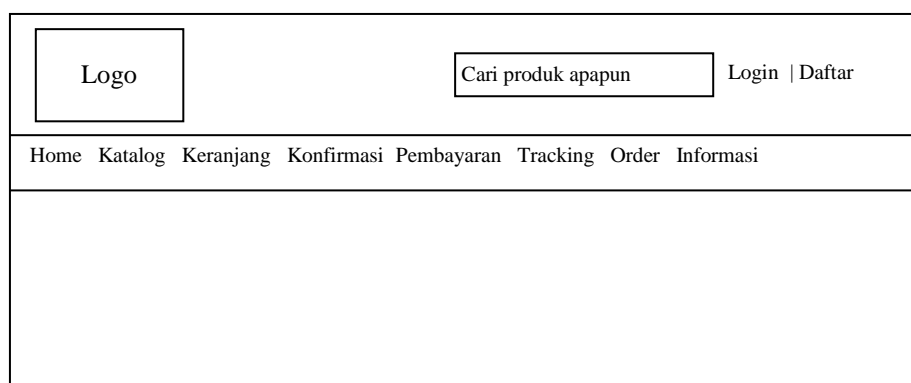 Logo
Cari produk apapun
Login | Daftar
Home Katalog Keranjang Konfirmasi Pembayaran Tracking Order Informasi